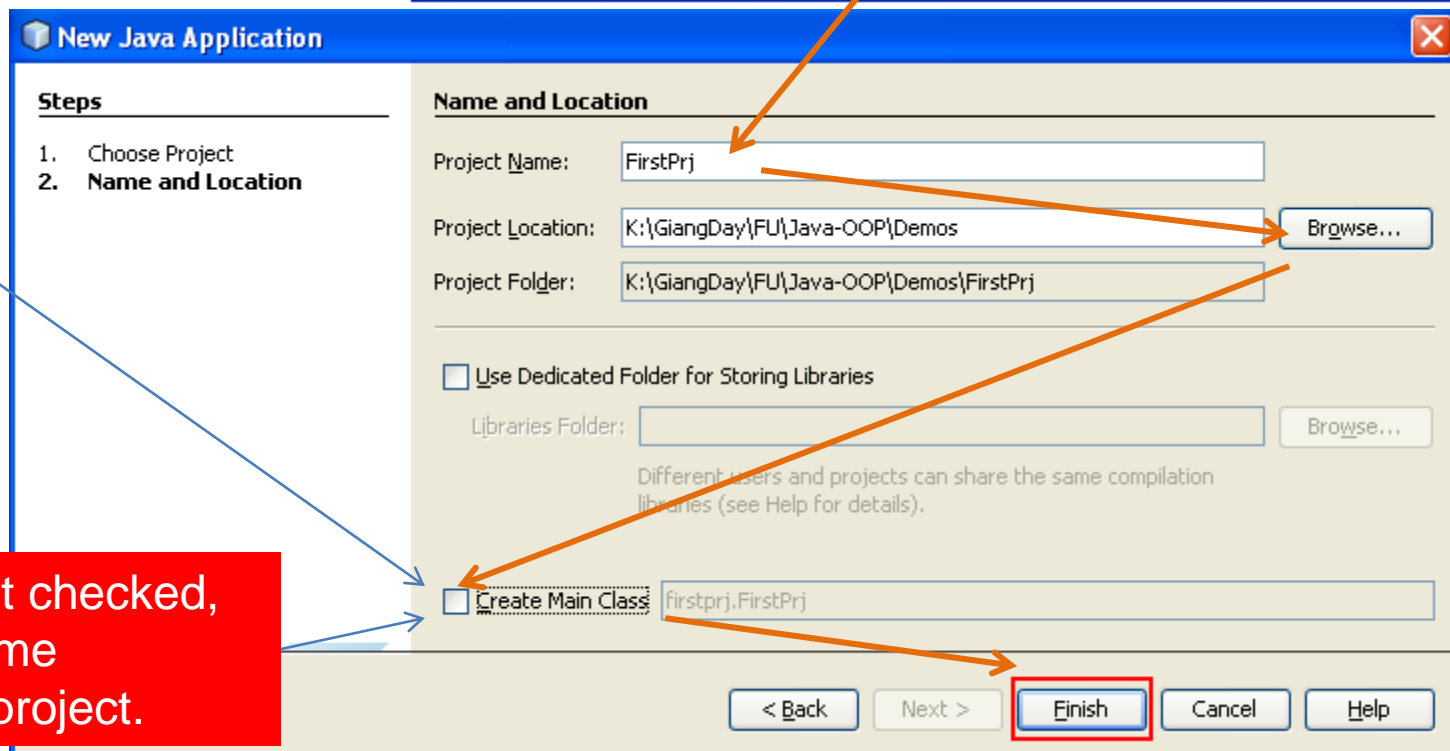 New Java Application
Steps
1. Choose Project
2. Name and Location
Name and Location
Project Name: FirstPrj
Project Location: K:\GiangDay\FU\Java-OOP\Demos Browse...
Project Folder: K:\GiangDay\FU\Java-OOP\Demos\FirstPrj
Use Dedicated Folder for Storing Libraries
Libraries Folder: Browse...
Different users and projects can share the same compilation
libraries (see Help for details).
Create Main Class firstprj.FirstPrj
checked,
project.
< Back Next > Finish Cancel Help